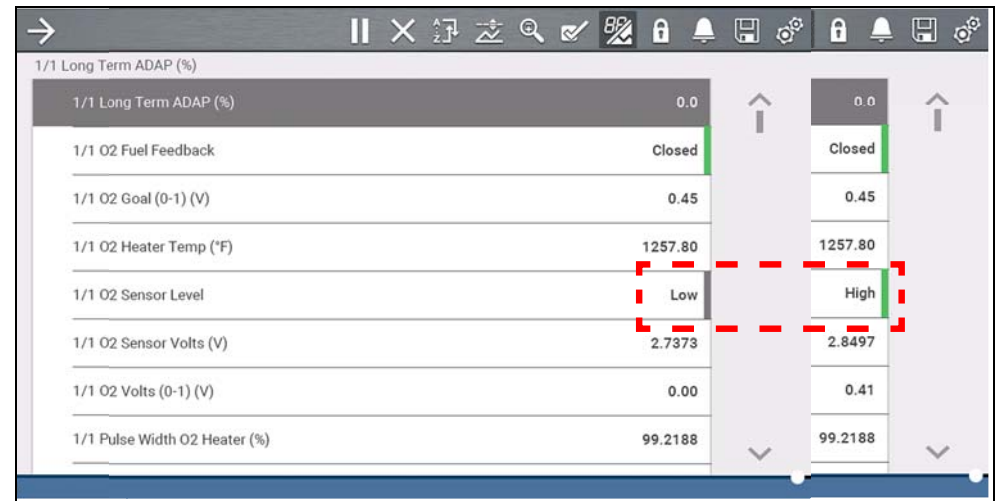 1/1 Long Term ADAP (%)
1/1 Long Term ADAP (%) 0.0 0.0
1/1 O2 Fuel Feedback Closed Closed
1/1 O2 Goal (0-1) (V) 0.45 0.45
1/1 O2 Heater Temp (°F) 1257.80 1257.80
1/1 O2 Sensor Level Low High
1/1 O2 Sensor Volts (V) 2.7373 2.8497
1/1 O2 Volts (0-1) (V) 0.00 0.41
1/1 Pulse Width O2 Heater (%) 99.2188 99.2188